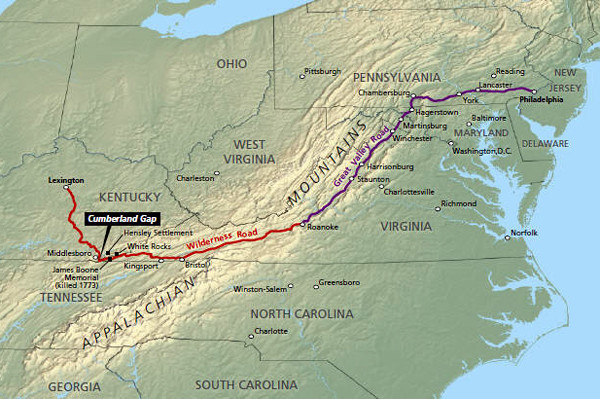 OHIO
Pittsburgh
PENNSYLVANIA
Reading
NEW
JERSEY
Lancaster
Chambersburg
York
Philadelphia
Hagerstown
Martinsburg
Baltimore
MARYLAND
Winchester
Washington,D.C.
DELAWARE
WEST
VIRGINIA
MOUNTAINS
Great Valley Road
Harrisonburg
Charleston
Staunton
Charlottesville
Lexington
KENTUCKY
Cumberland Gap
Richmond
VIRGINIA
Hensley Settlement
Wilderness Road
Roanoke
Norfolk
White Rocks
Middlesboro
Kingsport
Bristol
James Boone
Memorial
(killed 1773)
TENNESSEE
Winston-Salem
Greensboro
APPALACHIAN
NORTH CAROLINA
Charlotte
GEORGIA
SOUTH CAROLINA